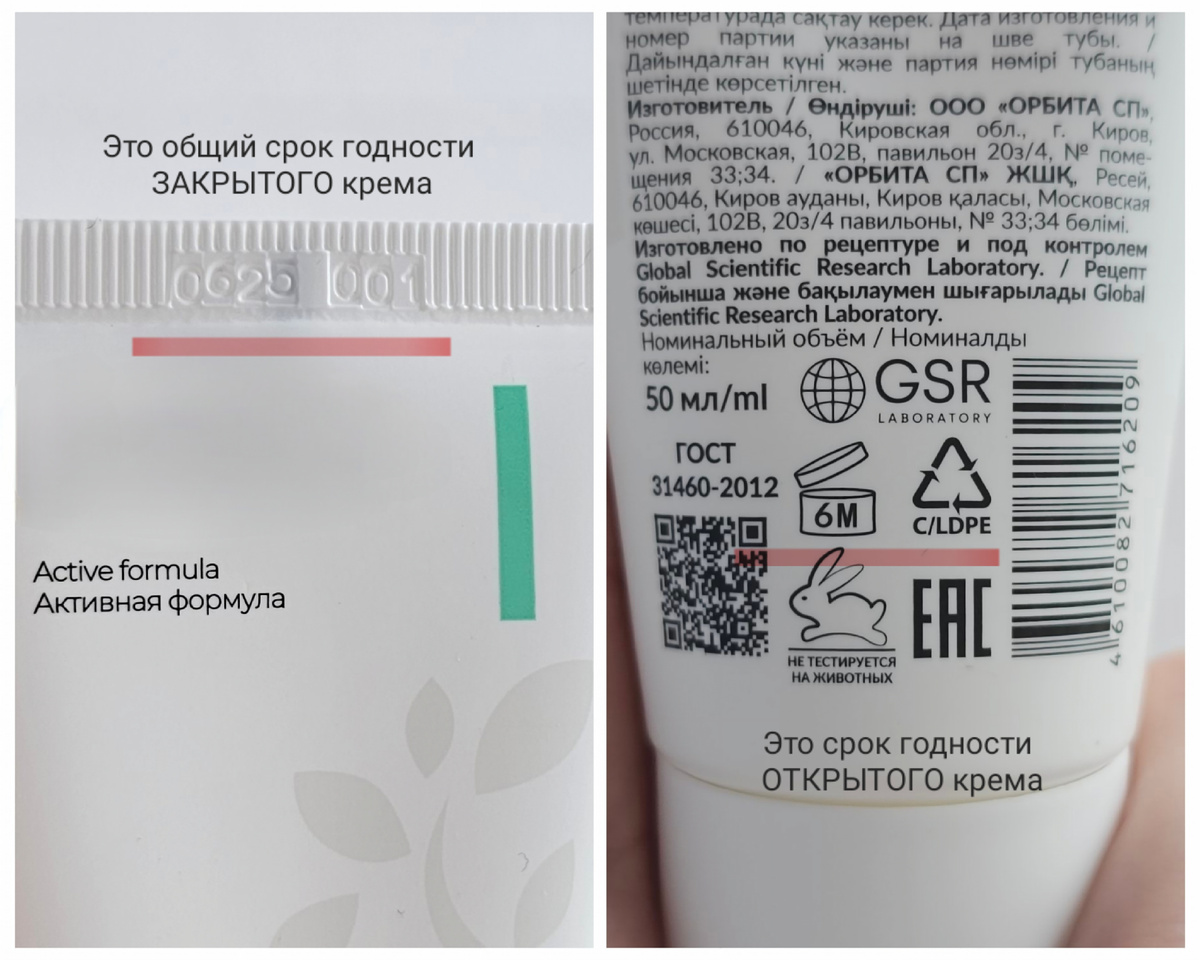 Это общий срок годности
ЗАКРЫТОГО крема
0625 001
Active formula
Активная формула
температурада сақтау керек. Дата изготовления и
номер партии указаны на шве тубы. /
Дайындалған күні және партия нөмірі тубаның
шетінде көрсетілген.
Изготовитель / Өндіруші: ООО «ОРБИТА СП»,
Россия, 610046, Кировская обл., г. Киров,
ул. Московская, 102В, павильон 20з/4, № поме-
щения 33;34. / «ОРБИТА СП» ЖШҚ, Ресей,
610046, Киров ауданы, Киров қаласы, Московская
көшесі, 102В, 20з/4 павильоны, № 33;34 бөлімі.
Изготовлено по рецептуре и под контролем
Global Scientific Research Laboratory. / Рецепт
бойынша және бақылаумен шығарылады Global
Scientific Research Laboratory.
Номинальный объём / Номиналды
көлемі:
50 мл/ml
GSR
LABORATORY
ГОСТ
31460-2012
6М
C/LDPE
EAC
НЕ ТЕСТИРУЕТСЯ
НА ЖИВОТНЫХ
4610082716209
Это срок годности
ОТКРЫТОГО крема